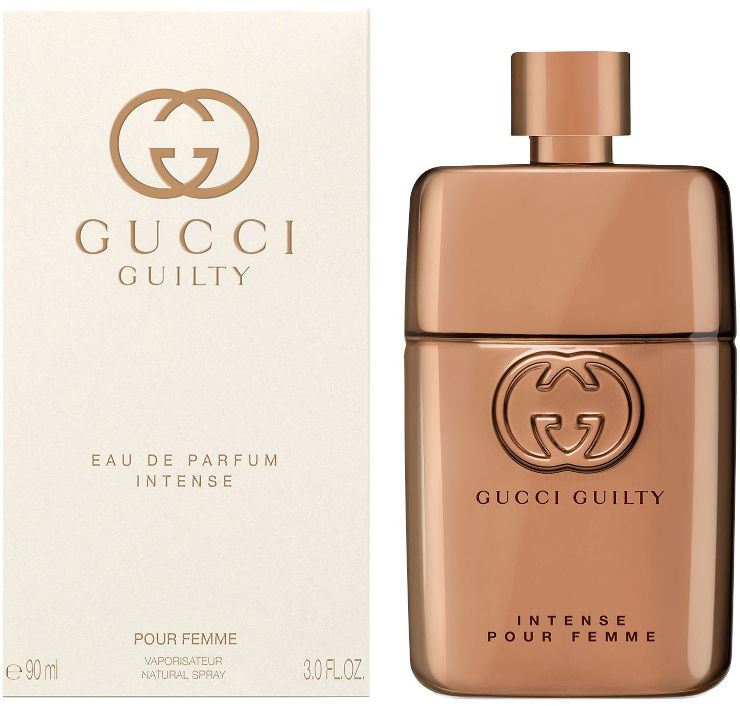 GUCCI
GUILTY
EAU DE PARFUM
INTENSE
POUR FEMME
VAPORISATEUR
NATURAL SPRAY
℮ 90 ml
3.0 FL.OZ.
GUCCI GUILTY
INTENSE
POUR FEMME